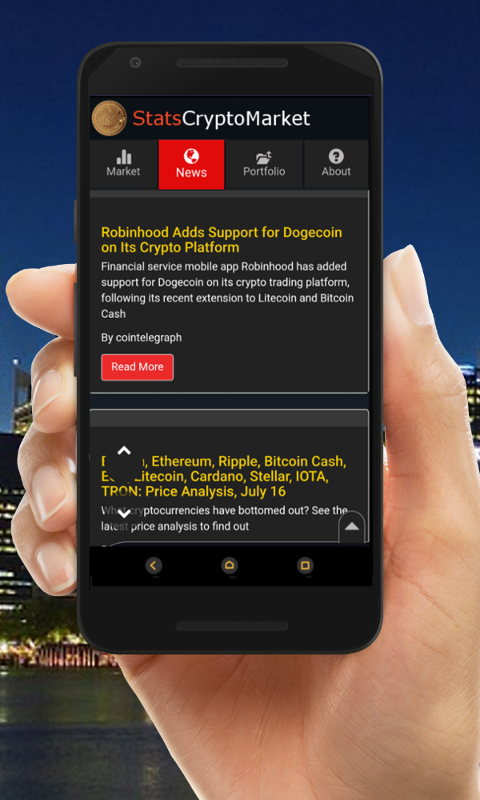 StatsCryptoMarket
Market
News
Portfolio
About
Robinhood Adds Support for Dogecoin
on Its Crypto Platform
Financial service mobile app Robinhood has added
support for Dogecoin on its crypto trading platform,
following its recent extension to Litecoin and Bitcoin
Cash
By cointelegraph
Read More
Ethereum, Ripple, Bitcoin Cash,
Litecoin, Cardano, Stellar, IOTA,
TRON: Price Analysis, July 16
cryptocurrencies have bottomed out? See the
latest price analysis to find out